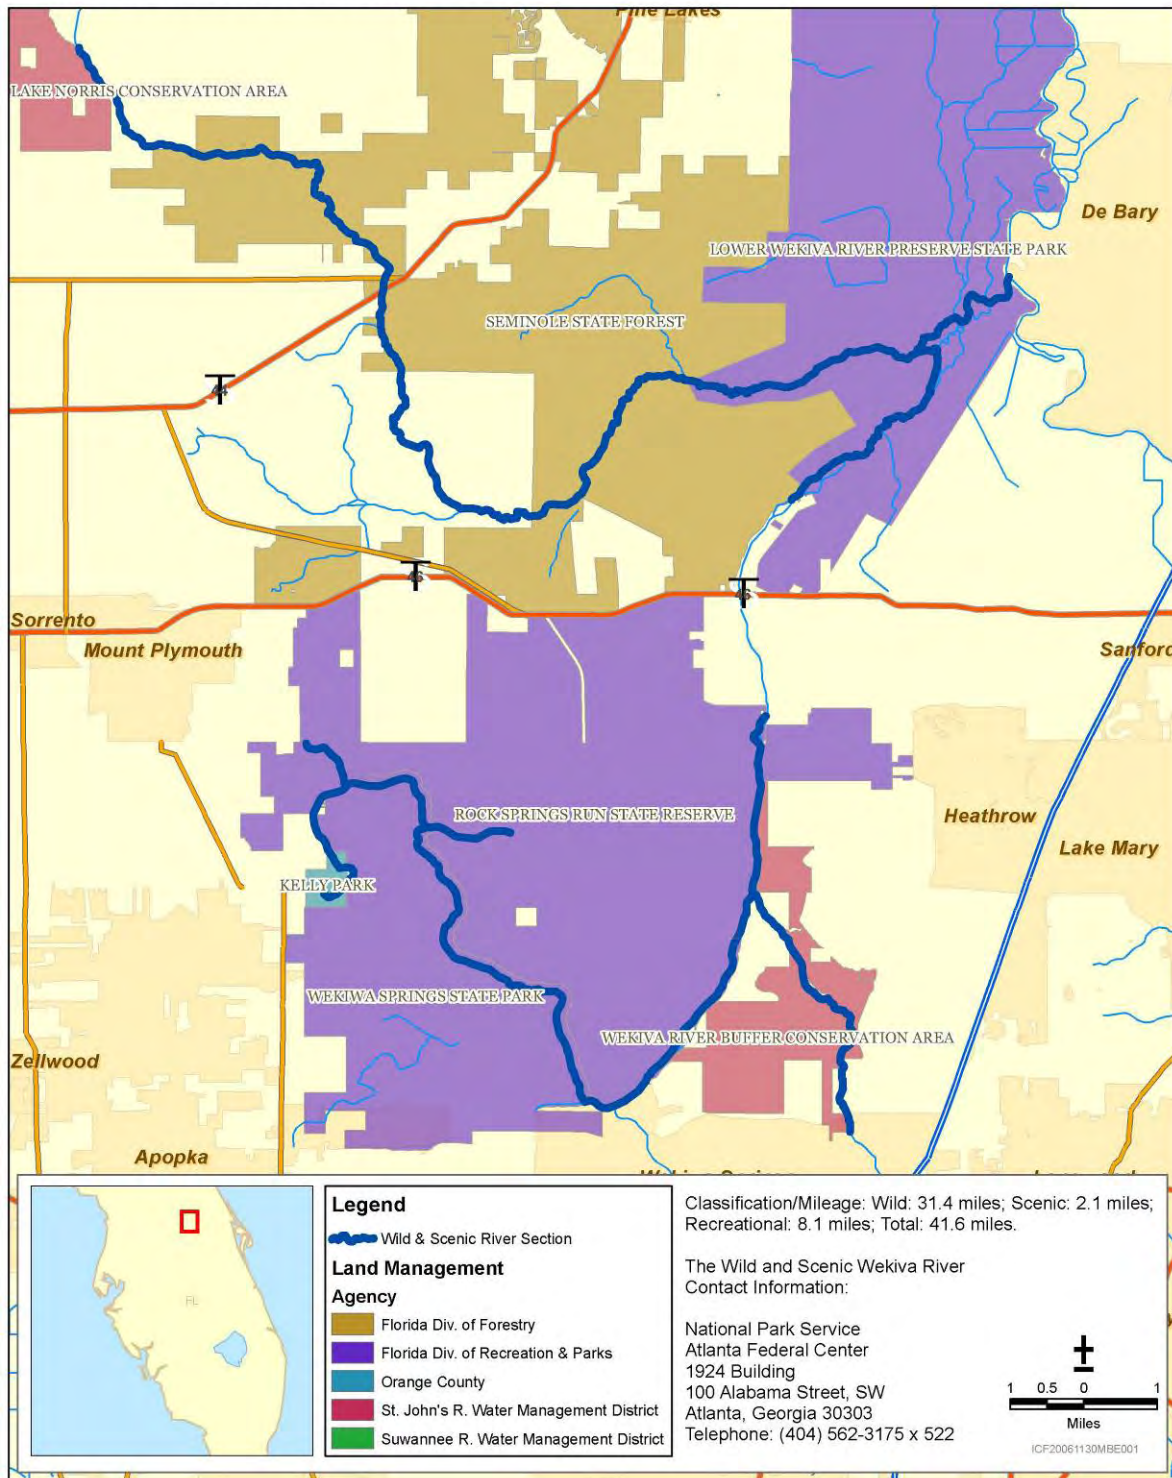 Pine Lakes
LAKE NORRIS CONSERVATION AREA
De Bary
LOWER WEKIVA RIVER PRESERVE STATE PARK
SEMINOLE STATE FOREST
44
46
46
Sorrento
Mount Plymouth
Sanford
ROCK SPRINGS RUN STATE RESERVE
Heathrow
Lake Mary
KELLY PARK
WEKIWA SPRINGS STATE PARK
WEKIVA RIVER BUFFER CONSERVATION AREA
Zellwood
Apopka
FL
Legend
Wild & Scenic River Section
Land Management
Agency
Florida Div. of Forestry
Florida Div. of Recreation & Parks
Orange County
St. John's R. Water Management District
Suwannee R. Water Management District
Classification/Mileage: Wild: 31.4 miles; Scenic: 2.1 miles;
Recreational: 8.1 miles; Total: 41.6 miles.
The Wild and Scenic Wekiva River
Contact Information:
National Park Service
Atlanta Federal Center
1924 Building
100 Alabama Street, SW
Atlanta, Georgia 30303
Telephone: (404) 562-3175 x 522
1 0.5 0 1
Miles
ICF20061130MBE001